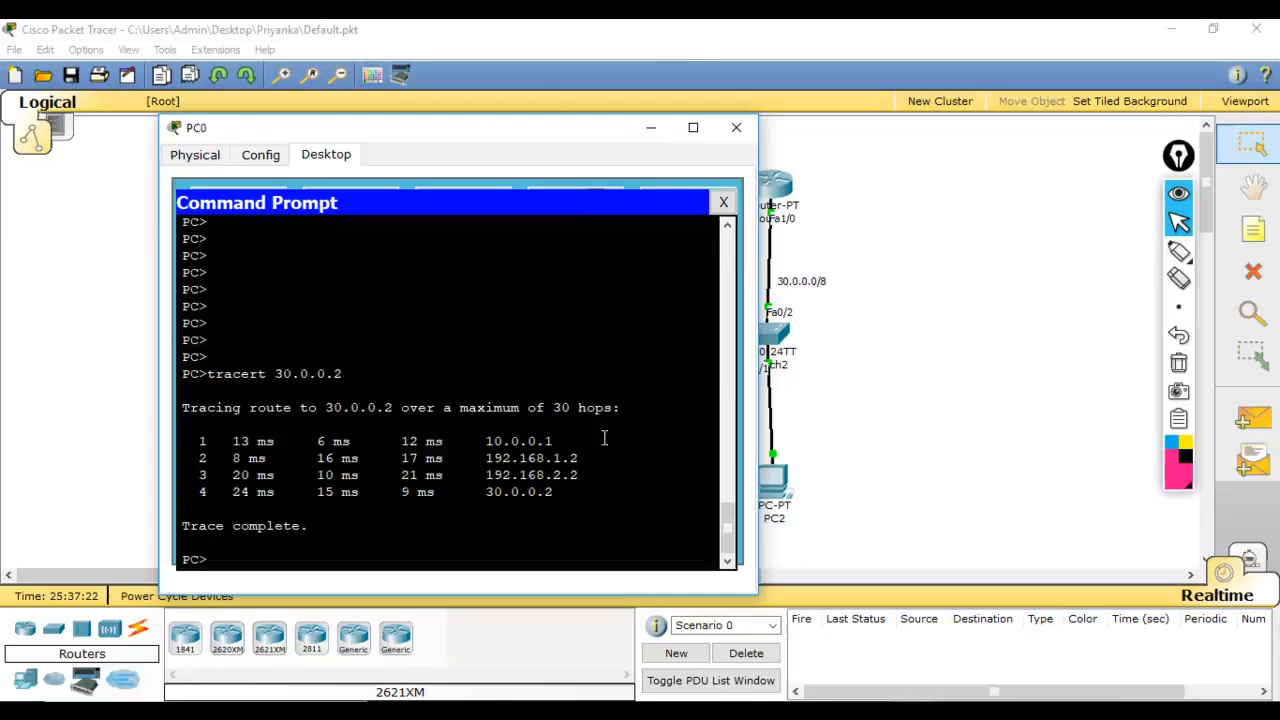 Cisco Packet Tracer - C:\Users\Admin\Desktop\Priyanka\Default.pkt
File Edit Options View Tools Extensions Help
Logical [Root] New Cluster Move Object Set Tiled Background Viewport
PC0
Physical Config Desktop
Command Prompt X
PC>
PC>
PC>
PC>
PC>
PC>
PC>
PC>
PC>
PC>tracert 30.0.0.2
Tracing route to 30.0.0.2 over a maximum of 30 hops:
1 13 ms 6 ms 12 ms 10.0.0.1
2 8 ms 16 ms 17 ms 192.168.1.2
3 20 ms 10 ms 21 ms 192.168.2.2
4 24 ms 15 ms 9 ms 30.0.0.2
Trace complete.
PC>
uter-PT
Fa1/0
30.0.0.0/8
Fa0/2
24TT
ch2
PC-PT
PC2
Realtime
Time: 25:37:22 Power Cycle Devices
Routers
1841 2620XM 2621XM 2811 Generic Generic
2621XM
Scenario 0
New Delete
Toggle PDU List Window
Fire Last Status Source Destination Type Color Time (sec) Periodic Num